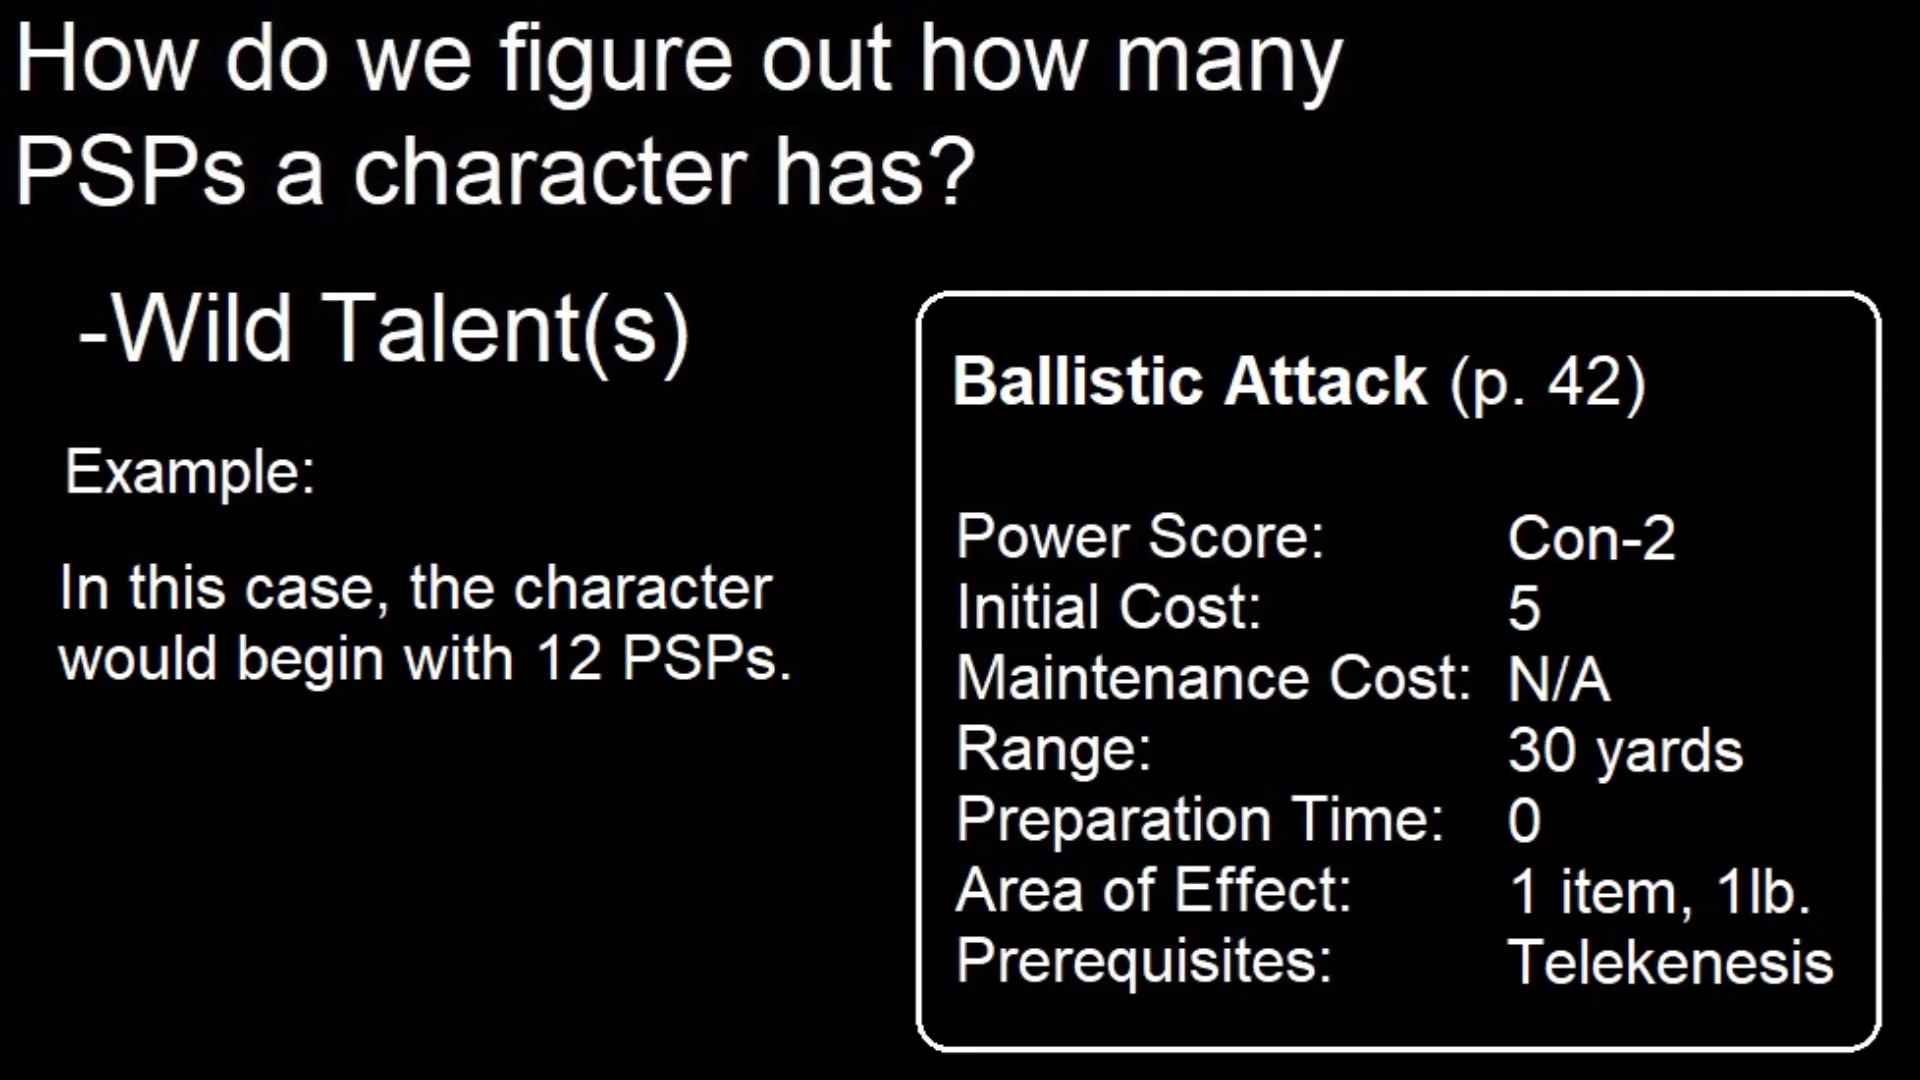 How do we figure out how many
PSPs a character has?
-Wild Talent(s)
Example:
In this case, the character
would begin with 12 PSPs.
Ballistic Attack (p. 42)
Power Score: Con-2
Initial Cost: 5
Maintenance Cost: N/A
Range: 30 yards
Preparation Time: 0
Area of Effect: 1 item, 1lb.
Prerequisites: Telekenesis